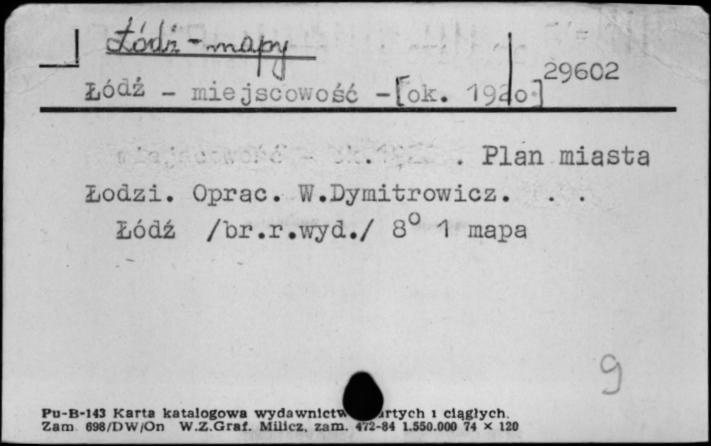 Łódź - mapy
29602
Łódź - miejscowość - [ok. 1920.]
Plan miasta
Łodzi. Oprac. W.Dymitrowicz. . .
Łódź /br.r.wyd./ 8° 1 mapa
9
Pu-B-143 Karta katalogowa wydawnictw ciągłych.
Zam 698/DW/On W.Z.Graf. Milicz, zam. 472-84 1.550.000 74 × 120